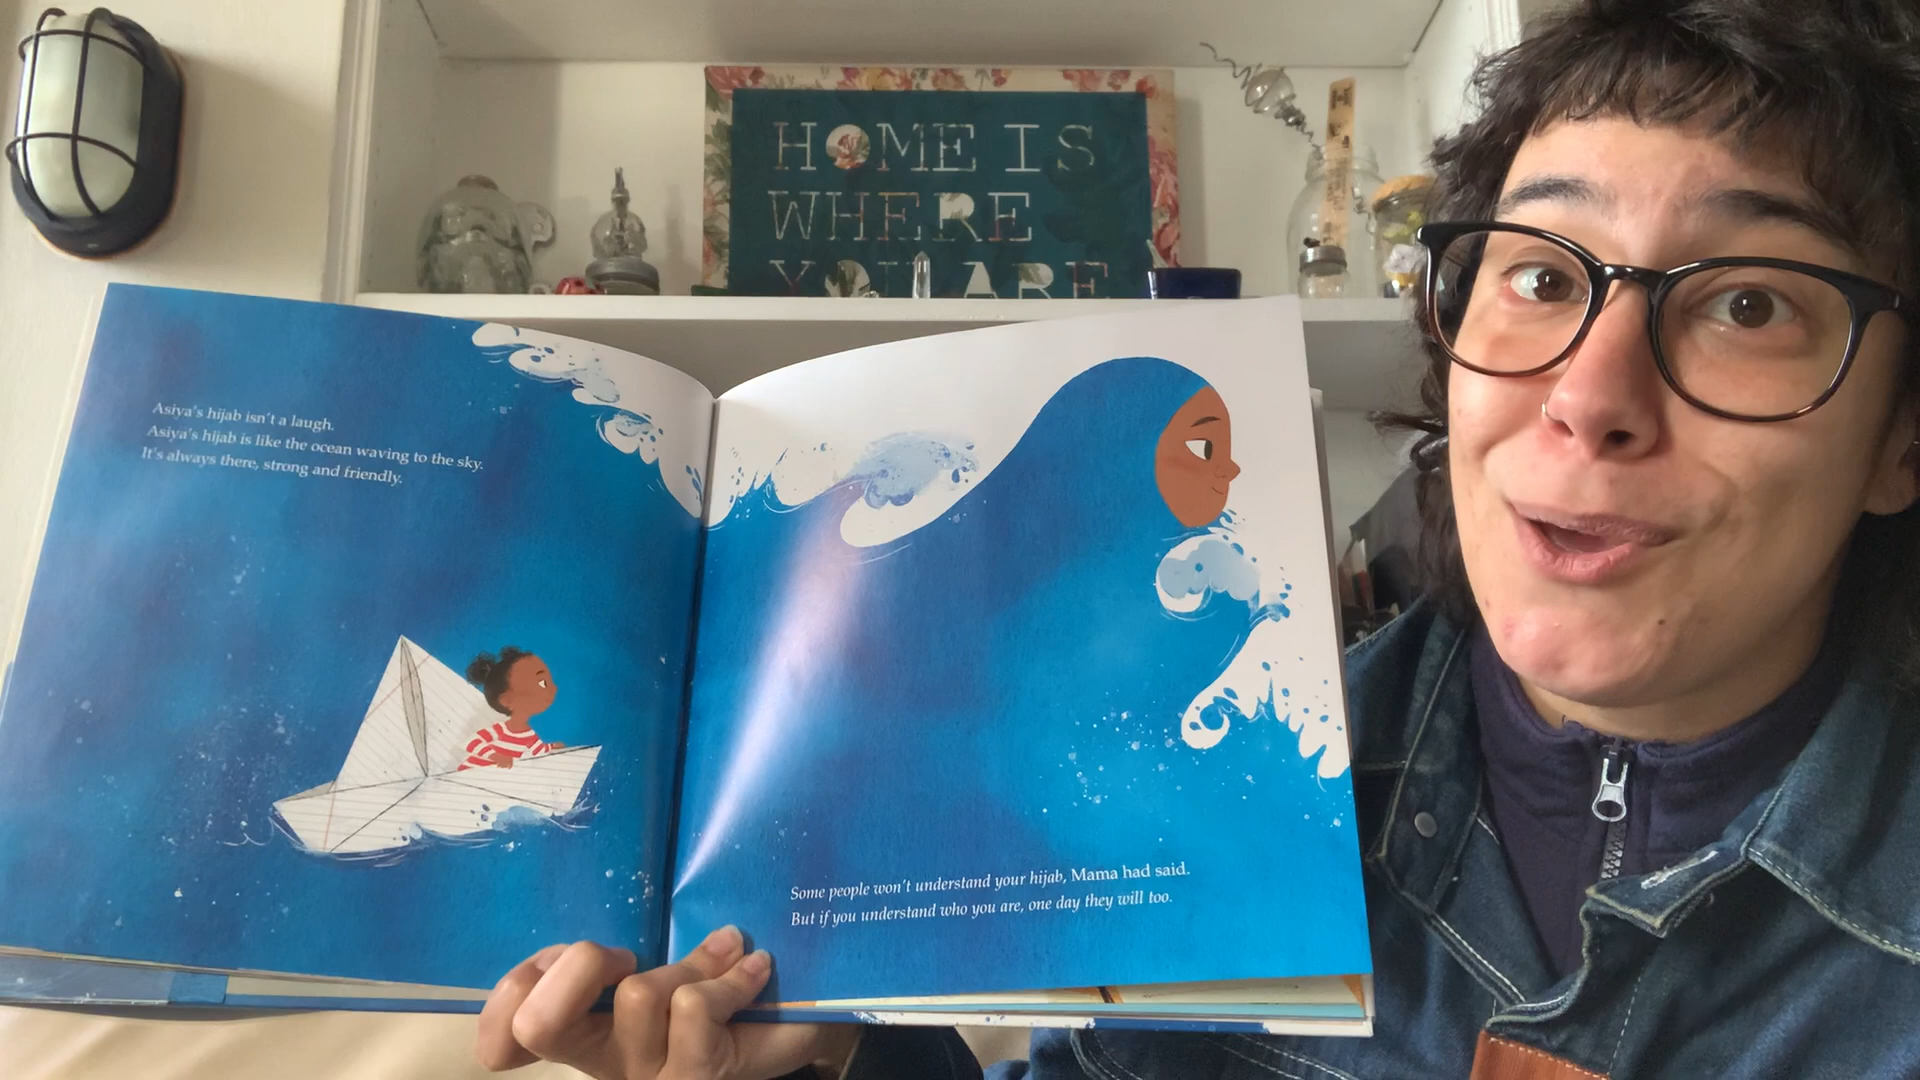 HOME IS
WHERE
YOU ARE
Asiya's hijab isn't a laugh.
Asiya's hijab is like the ocean waving to the sky.
It's always there, strong and friendly.
Some people won't understand your hijab, Mama had said.
But if you understand who you are, one day they will too.